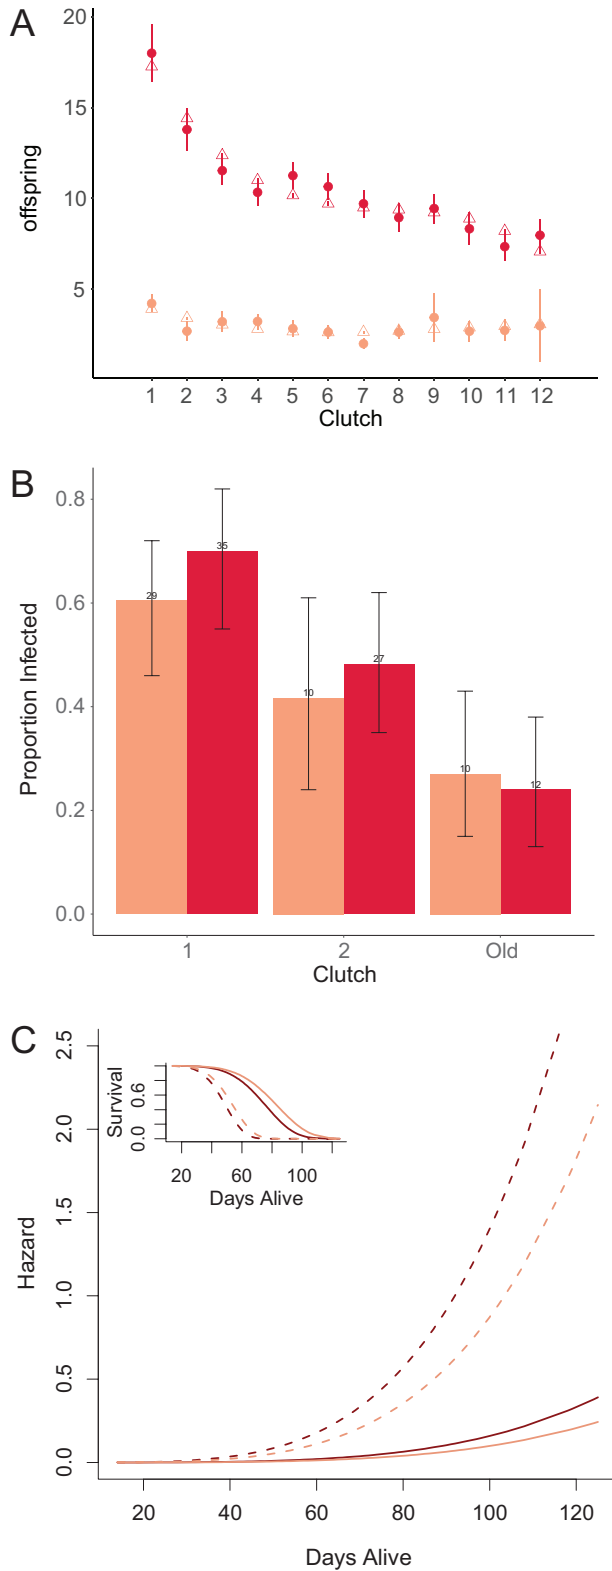 A
20
15
10
5
offspring
1 2 3 4 5 6 7 8 9 10 11 12
Clutch
B
0.8
0.6
0.4
0.2
0.0
Proportion Infected
29
35
10
27
10
12
1 2 Old
Clutch
C
2.5
2.0
1.5
1.0
0.5
0.0
Hazard
Survival
0.6
0.0
20 60 100
Days Alive
20 40 60 80 100 120
Days Alive